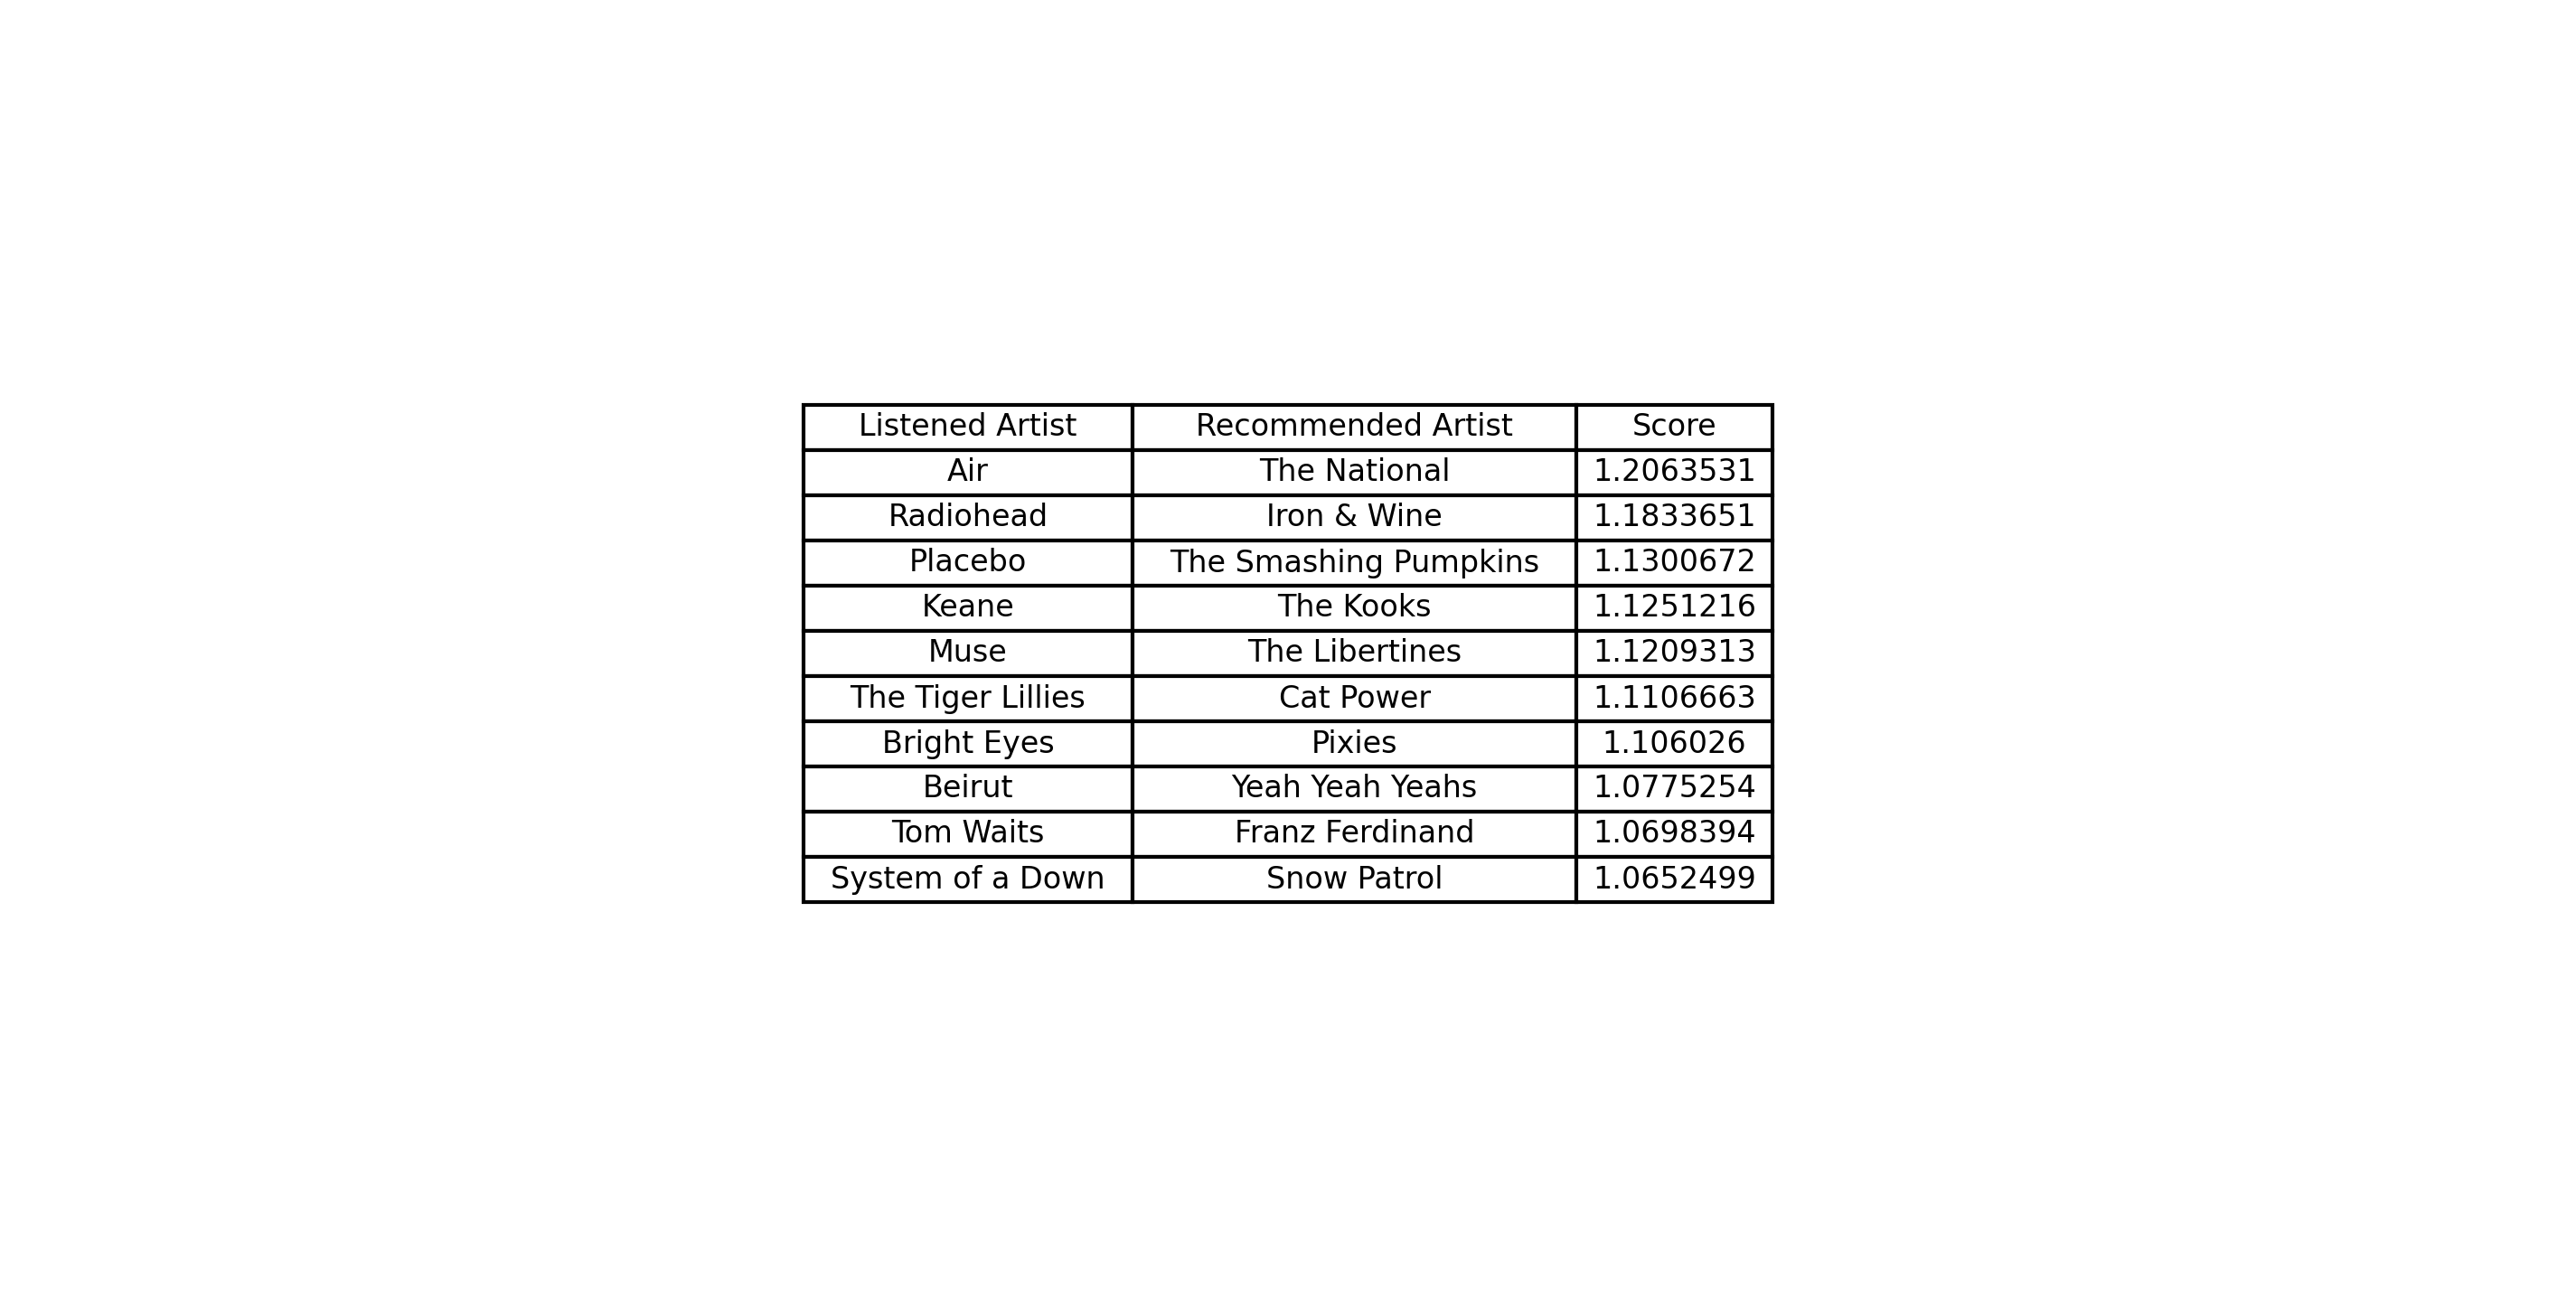 Listened Artist Recommended Artist Score
Air The National 1.2063531
Radiohead Iron & Wine 1.1833651
Placebo The Smashing Pumpkins 1.1300672
Keane The Kooks 1.1251216
Muse The Libertines 1.1209313
The Tiger Lillies Cat Power 1.1106663
Bright Eyes Pixies 1.106026
Beirut Yeah Yeah Yeahs 1.0775254
Tom Waits Franz Ferdinand 1.0698394
System of a Down Snow Patrol 1.0652499